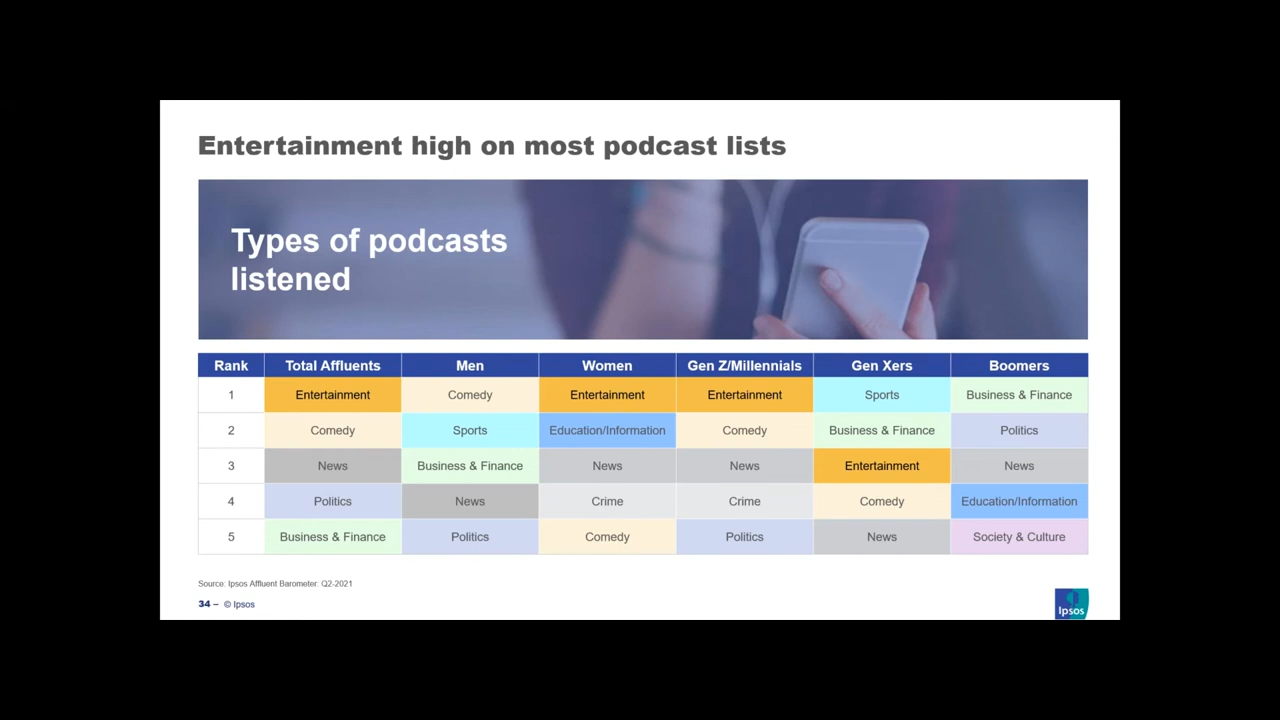 Entertainment high on most podcast lists
Types of podcasts
listened
Rank Total Affluents Men Women Gen Z/Millennials Gen Xers Boomers
1 Entertainment Comedy Entertainment Entertainment Sports Business & Finance
2 Comedy Sports Education/Information Comedy Business & Finance Politics
3 News Business & Finance News News Entertainment News
4 Politics News Crime Crime Comedy Education/Information
5 Business & Finance Politics Comedy Politics News Society & Culture
Source: Ipsos Affluent Barometer: Q2-2021
34 – © Ipsos
Ipsos